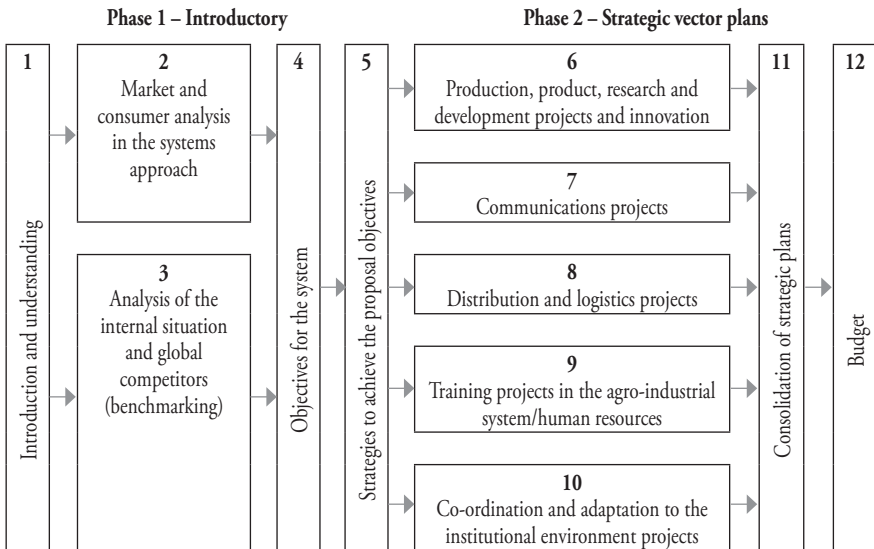 Phase 1 – Introductory
Phase 2 – Strategic vector plans
1
Introduction and understanding
2
Market and
consumer analysis
in the systems
approach
3
Analysis of the
internal situation
and global
competitors
(benchmarking)
4
Objectives for the system
5
Strategies to achieve the proposal objectives
6
Production, product, research and
development projects and innovation
7
Communications projects
8
Distribution and logistics projects
9
Training projects in the agro-industrial
system/human resources
10
Co-ordination and adaptation to the
institutional environment projects
11
Consolidation of strategic plans
12
Budget